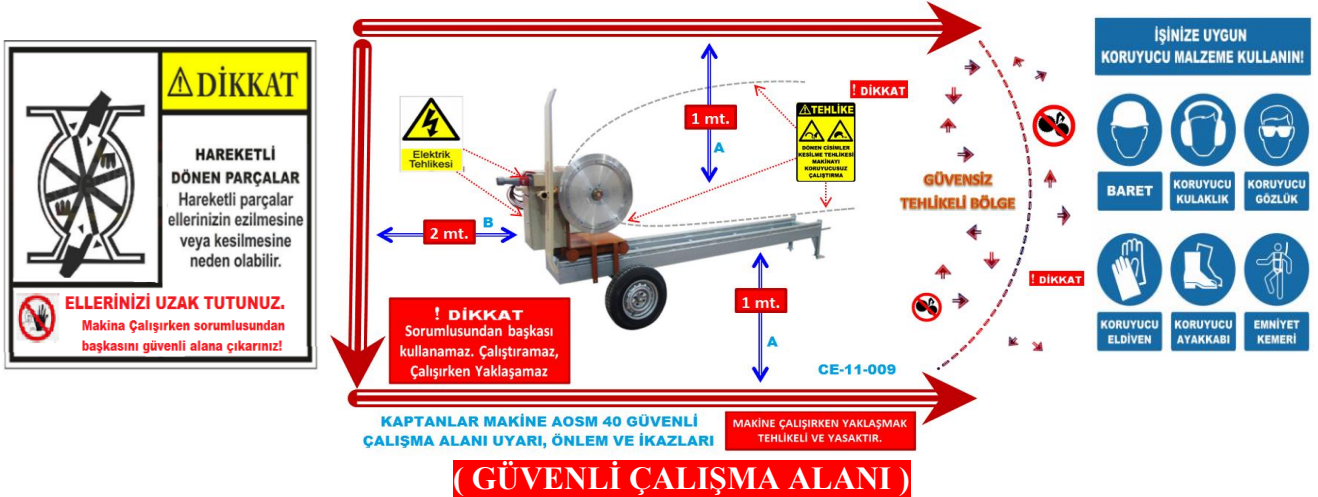 DİKKAT
HAREKETLİ
DÖNEN PARÇALAR
Hareketli parçalar
ellerinizin ezilmesine
veya kesilmesine
neden olabilir.
ELLERİNİZİ UZAK TUTUNUZ.
Makina Çalışırken sorumlusundan
başkasını güvenli alana çıkarınız!
Elektrik
Tehlikesi
1 mt.
A
! DİKKAT
TEHLİKE
DÖNEN CİSİMLER
KESİLME TEHLİKESİ
MAKİNAYI
KORUYUCUSUZ
ÇALIŞTIRMA
B
2 mt.
GÜVENSİZ
TEHLİKELİ BÖLGE
! DİKKAT
! DİKKAT
Sorumlusundan başkası
kullanamaz. Çalıştıramaz,
Çalışırken Yaklaşamaz
1 mt.
A
CE-11-009
KAPTANLAR MAKİNE AOSM 40 GÜVENLİ
ÇALIŞMA ALANI UYARI, ÖNLEM VE İKAZLARI
MAKİNE ÇALIŞIRKEN YAKLAŞMAK
TEHLİKELİ VE YASAKTIR.
( GÜVENLİ ÇALIŞMA ALANI )
İŞİNİZE UYGUN
KORUYUCU MALZEME KULLANIN!
BARET
KORUYUCU
KULAKLIK
KORUYUCU
GÖZLÜK
KORUYUCU
ELDİVEN
KORUYUCU
AYAKKABI
EMNİYET
KEMERİ